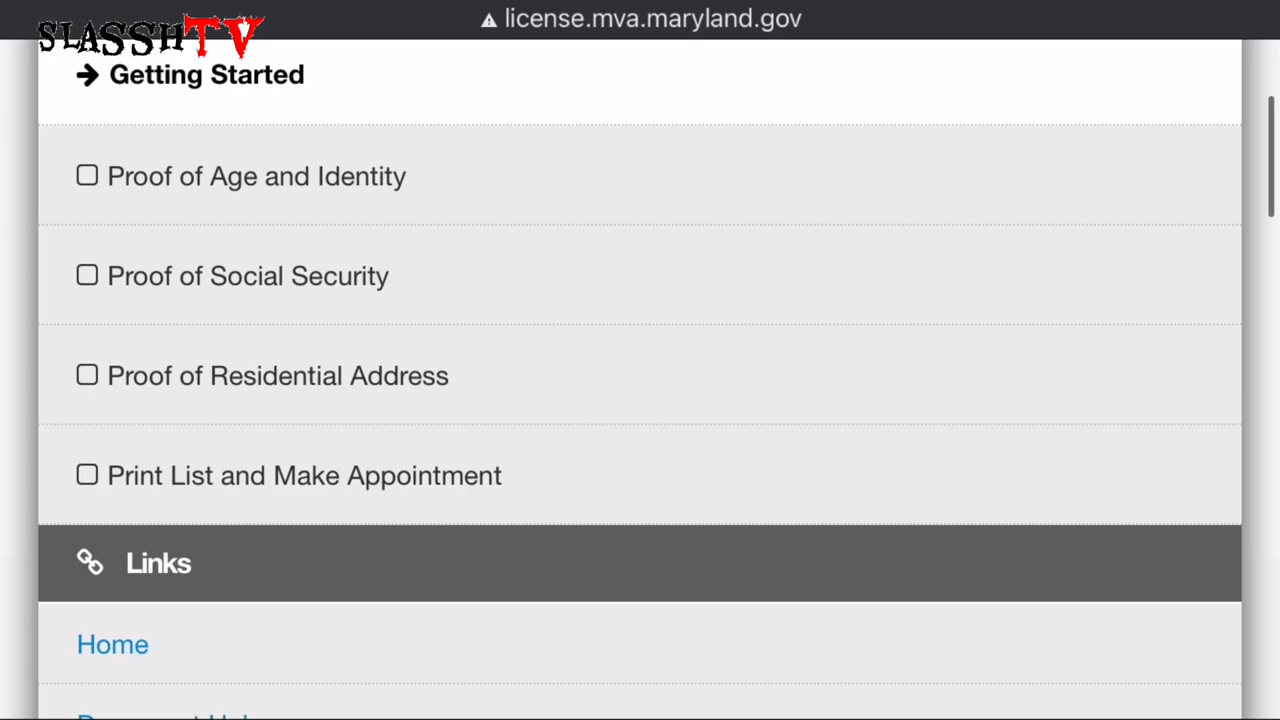 license.mva.maryland.gov
SLASSHTV
Getting Started
Proof of Age and Identity
Proof of Social Security
Proof of Residential Address
Print List and Make Appointment
Links
Home